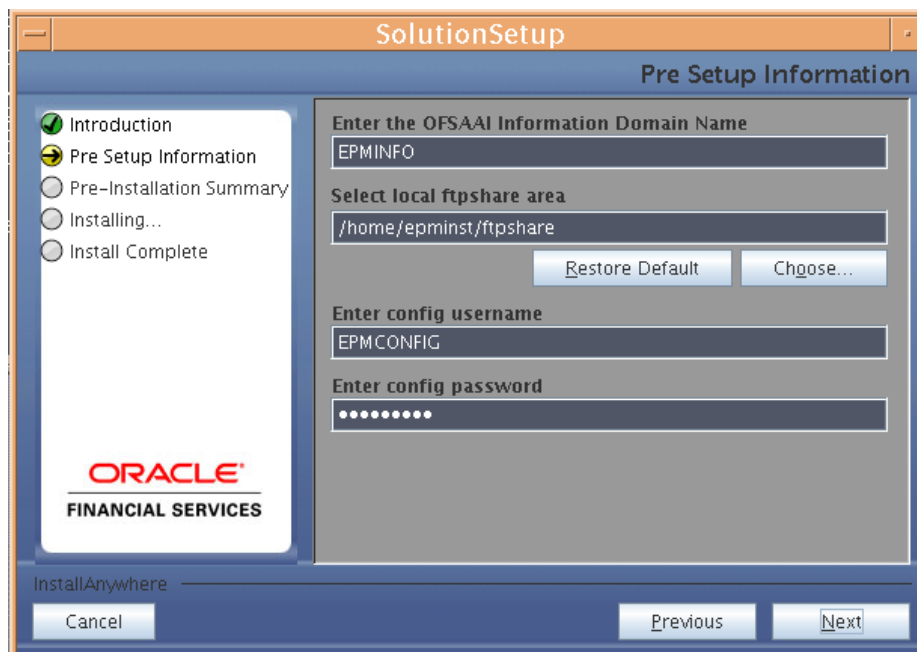 SolutionSetup
Pre Setup Information
Introduction
Pre Setup Information
Pre-Installation Summary
Installing...
Install Complete
ORACLE
FINANCIAL SERVICES
Enter the OFSAAI Information Domain Name
EPMINFO
Select local ftpshare area
/home/epminst/ftpshare
Restore Default Choose...
Enter config username
EPMCONFIG
Enter config password
•••••••••
InstallAnywhere
Cancel Previous Next